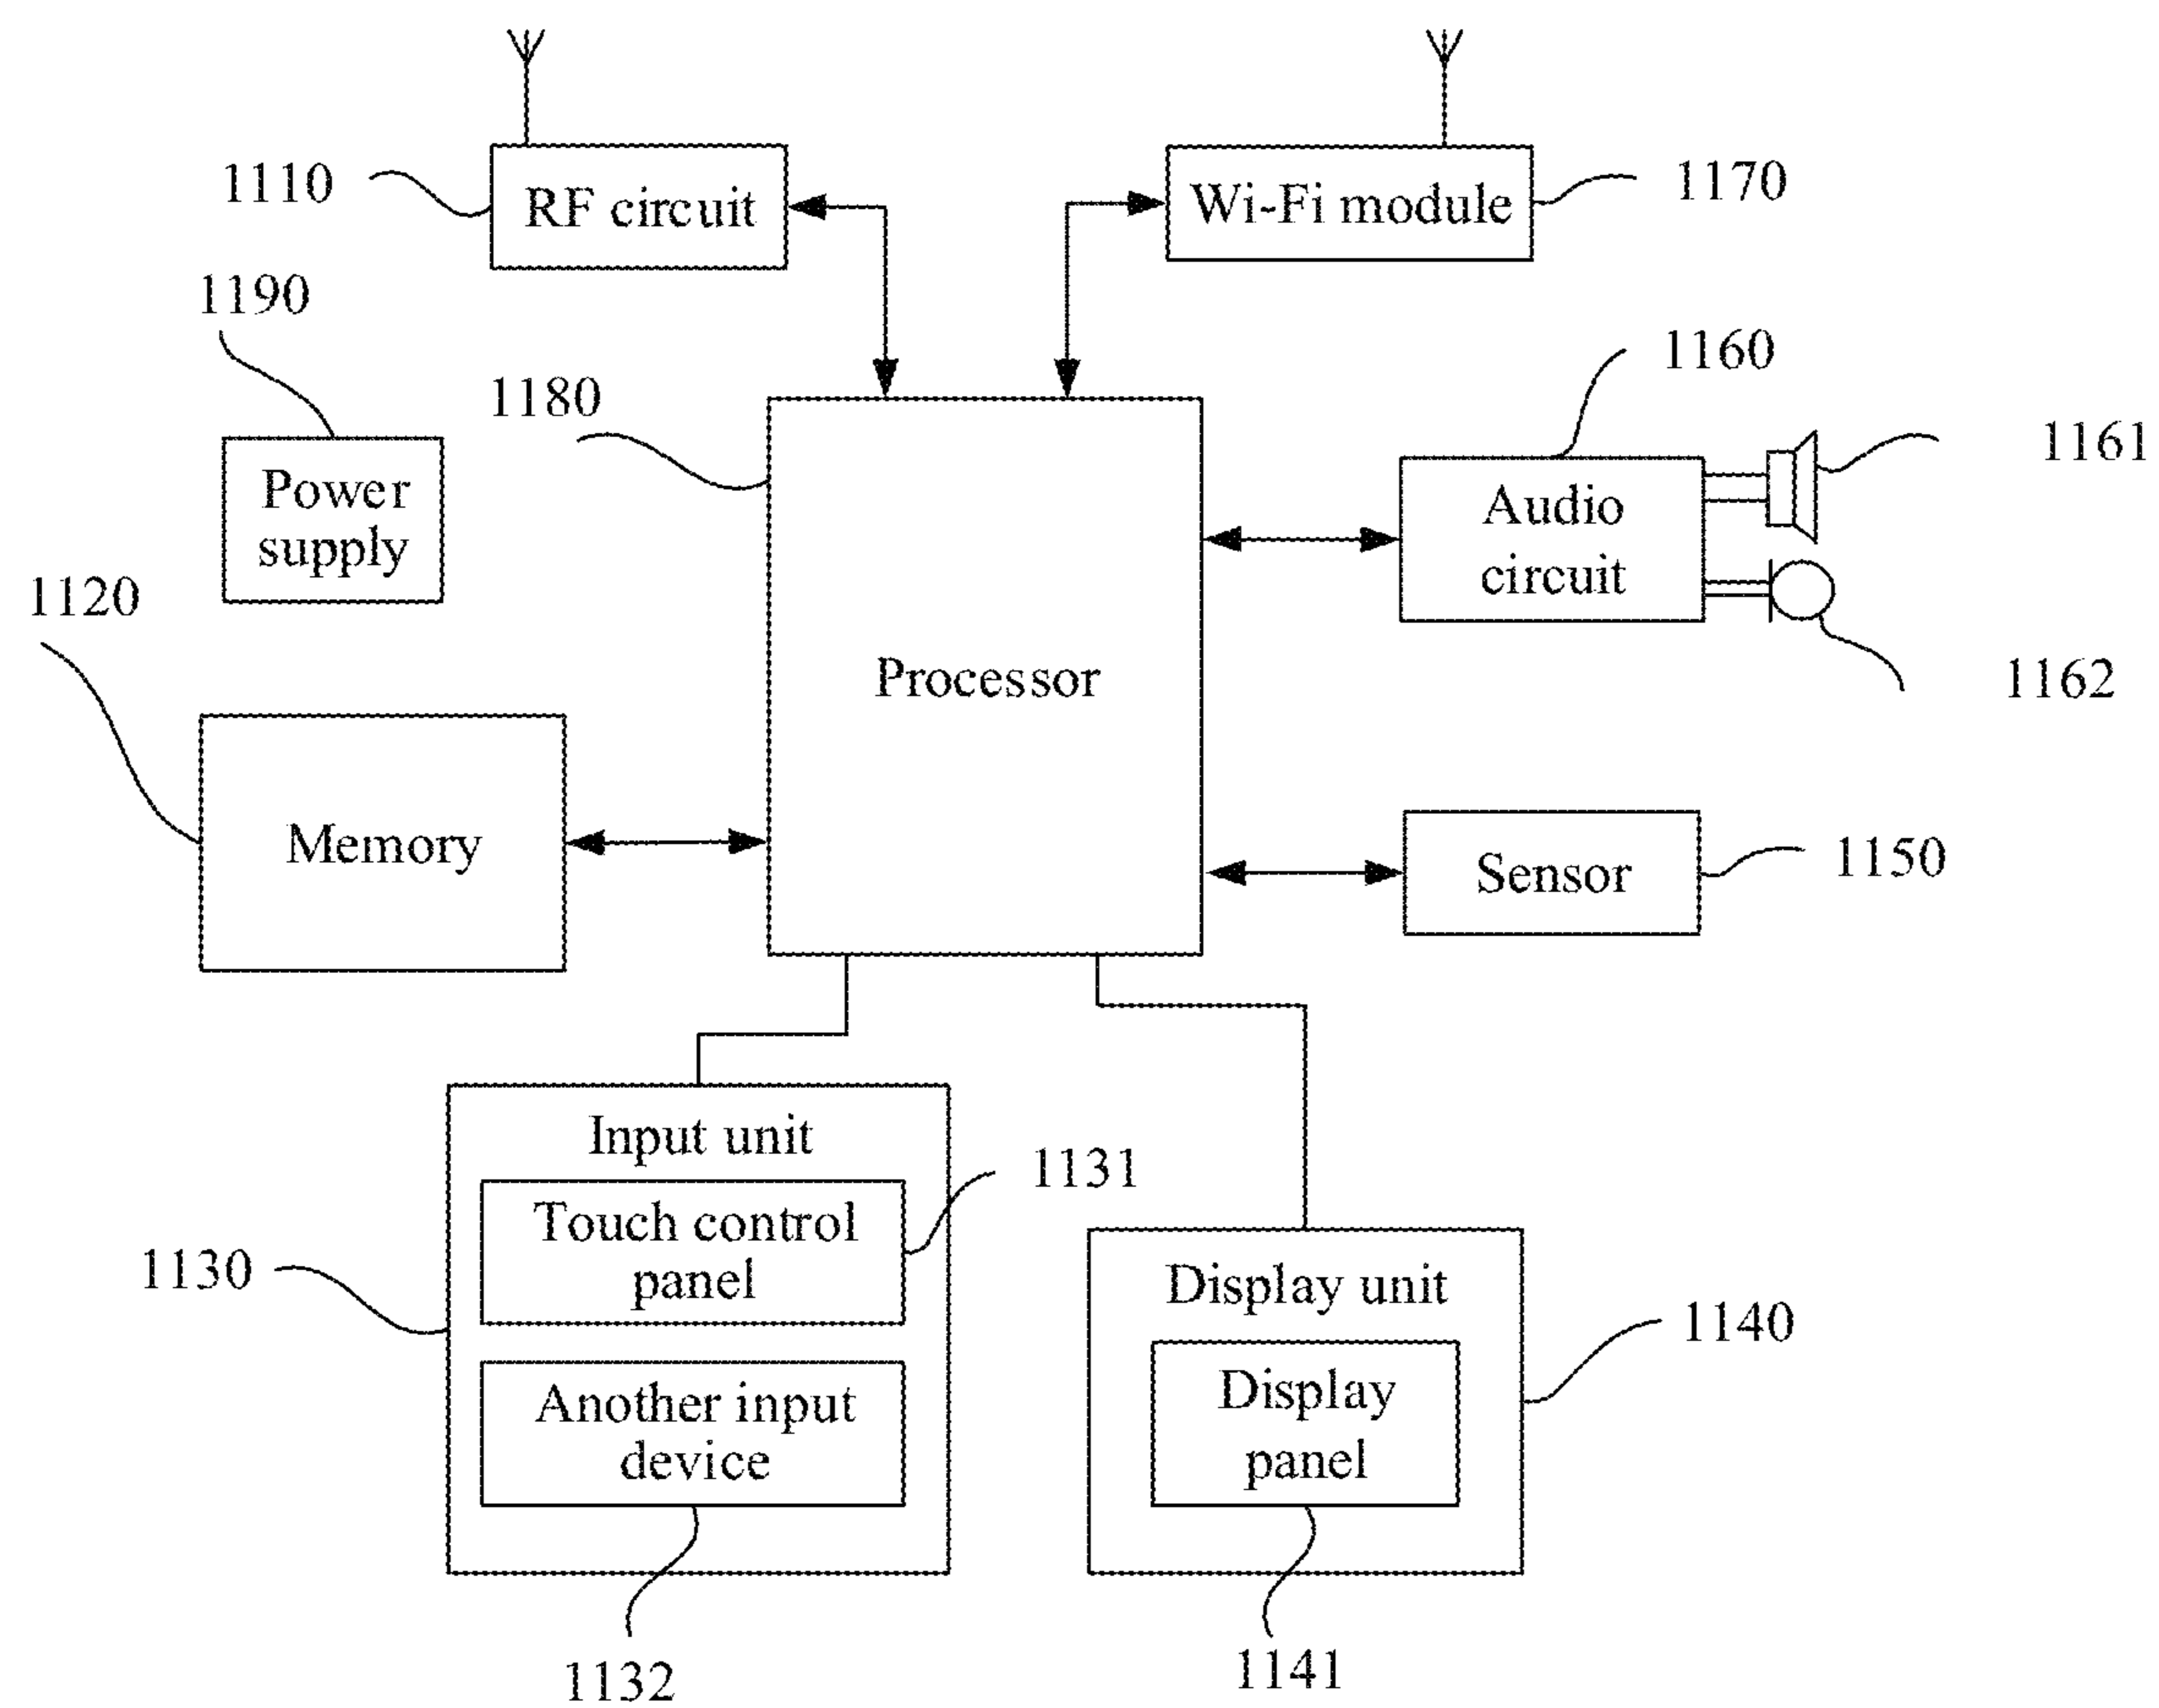 1110
RF circuit
Wi-Fi module
1170
1190
1160
1180
1161
Power
supply
Audio
circuit
1120
Processor
1162
Memory
Sensor
1150
Input unit
1131
Touch control
panel
1130
Display unit
1140
Another input
device
Display
panel
1132
1141